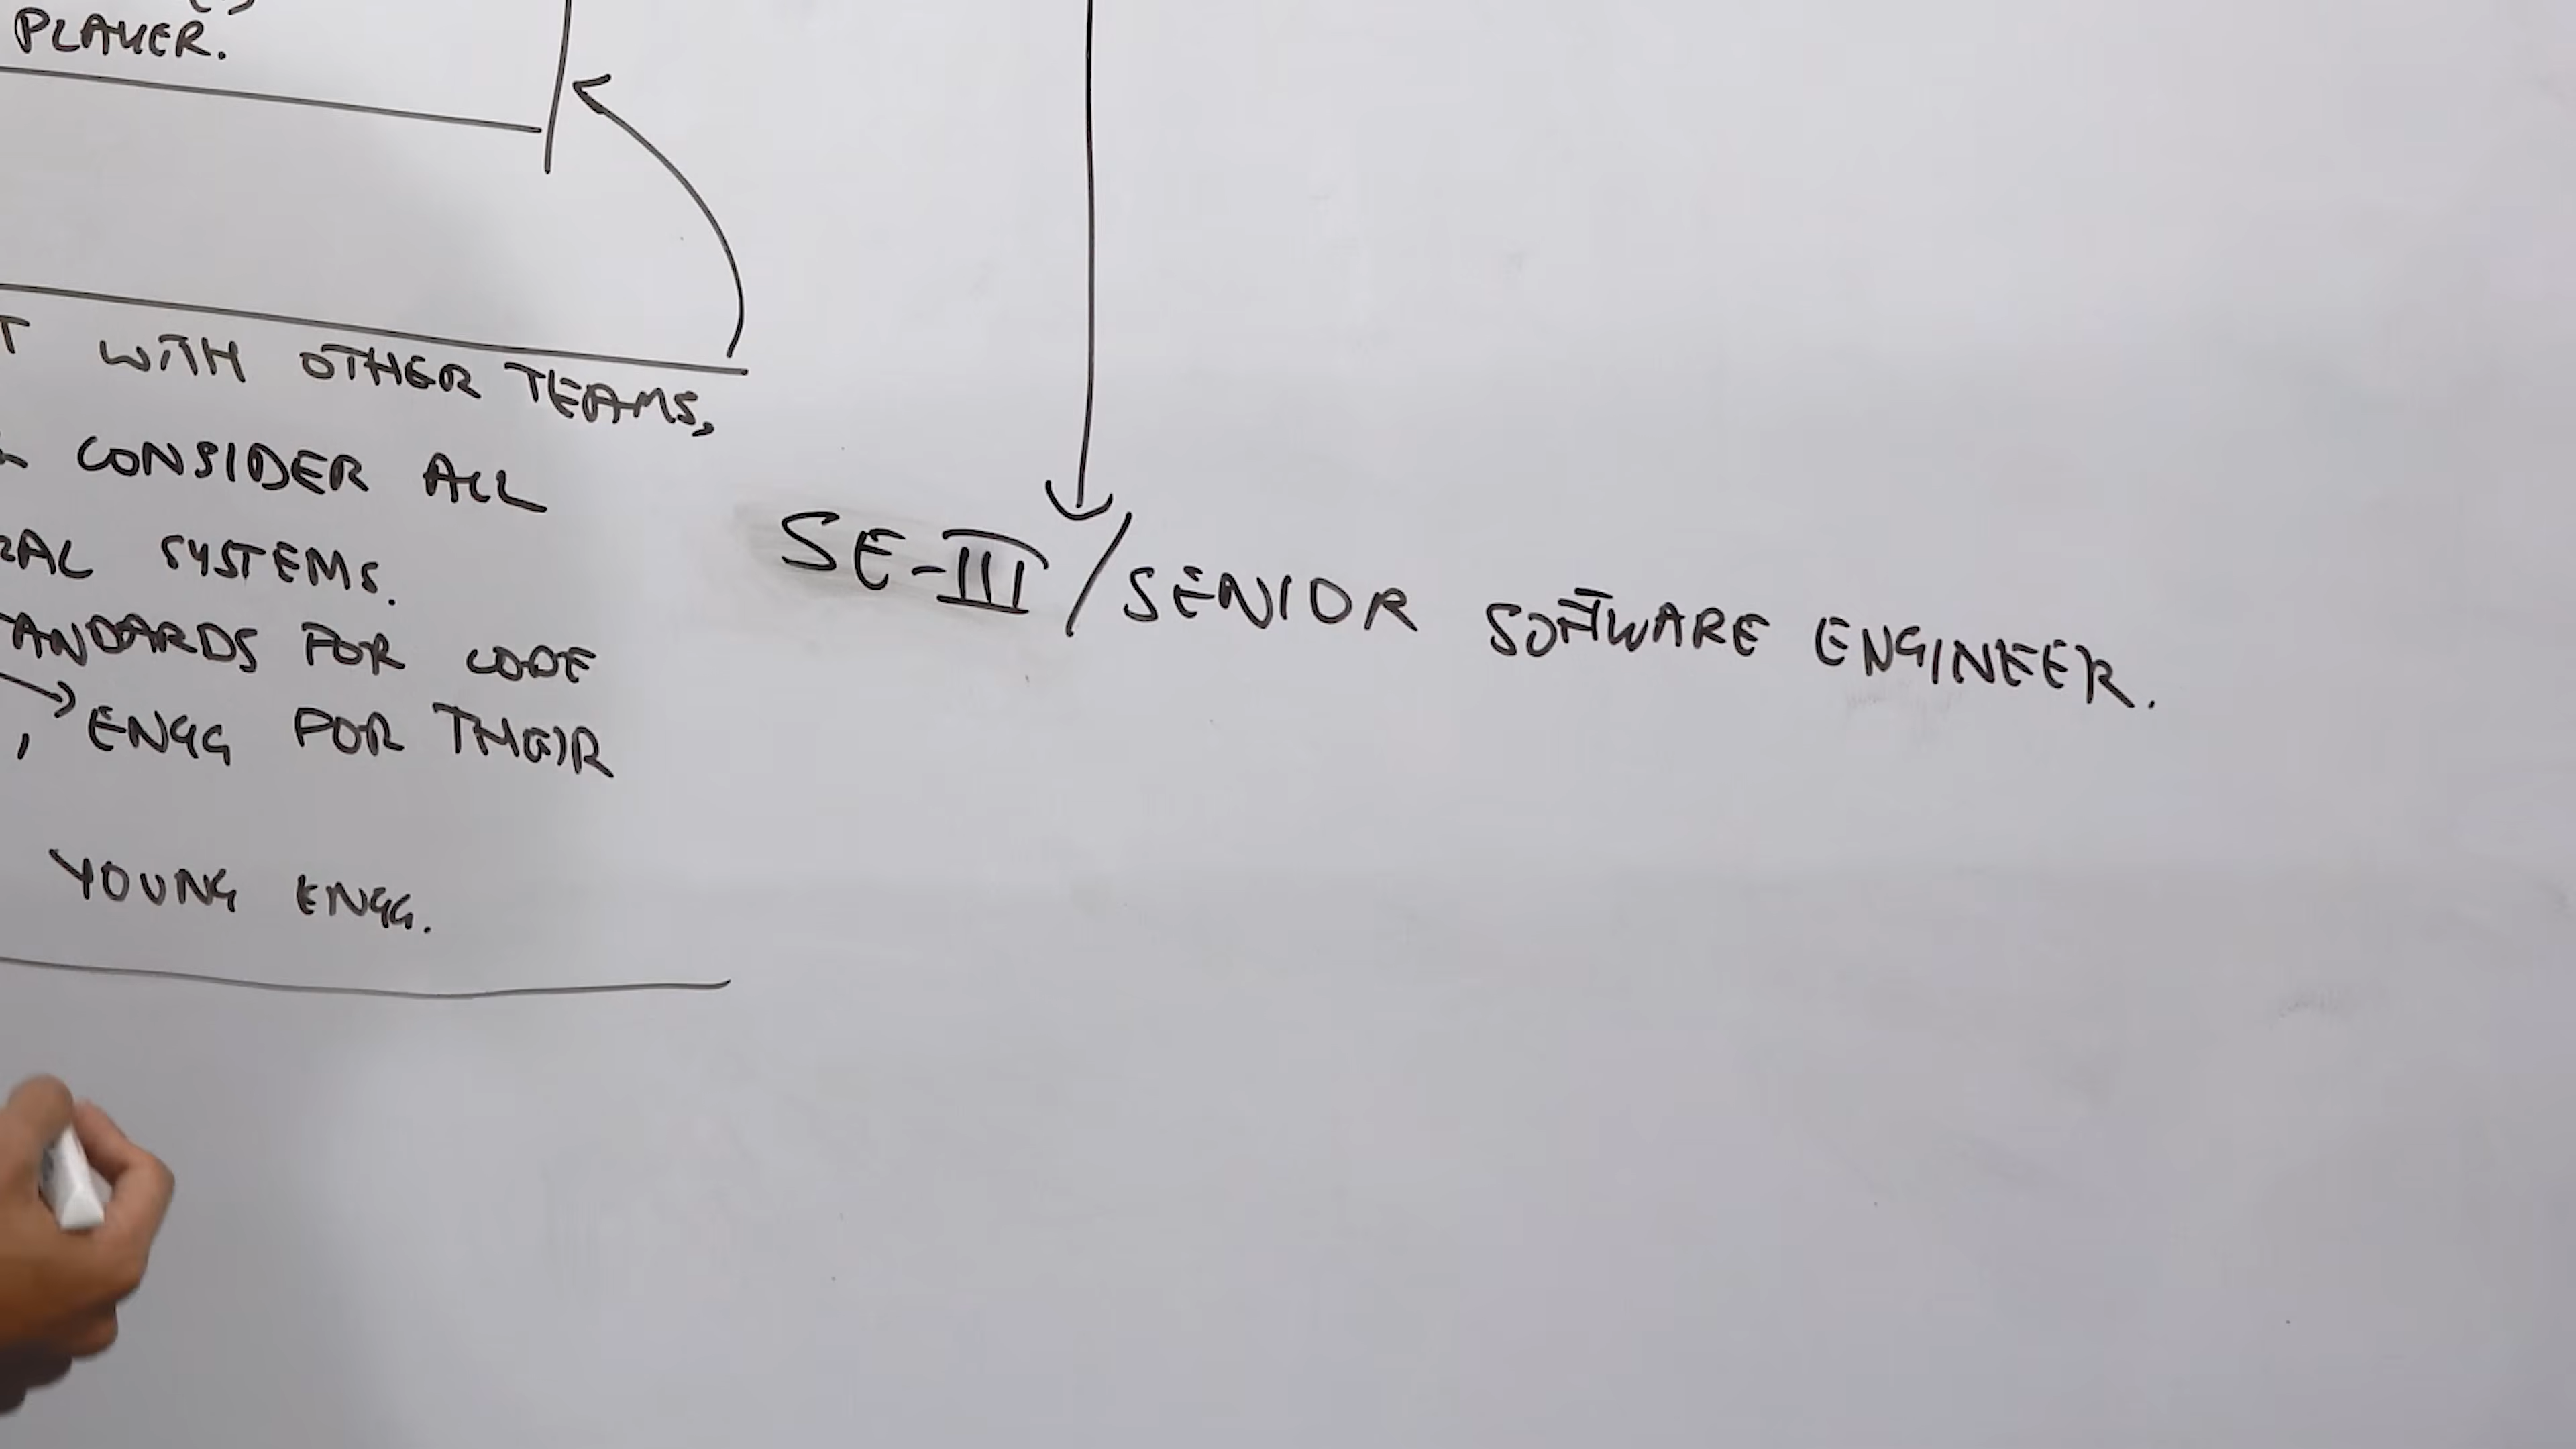 PLAYER.
WITH OTHER TEAMS,
CONSIDER ALL
SYSTEMS.
FOR CODE
, ENGG FOR THEIR
YOUNG ENGG.
SE-III/SENIOR SOFTWARE ENGINEER.